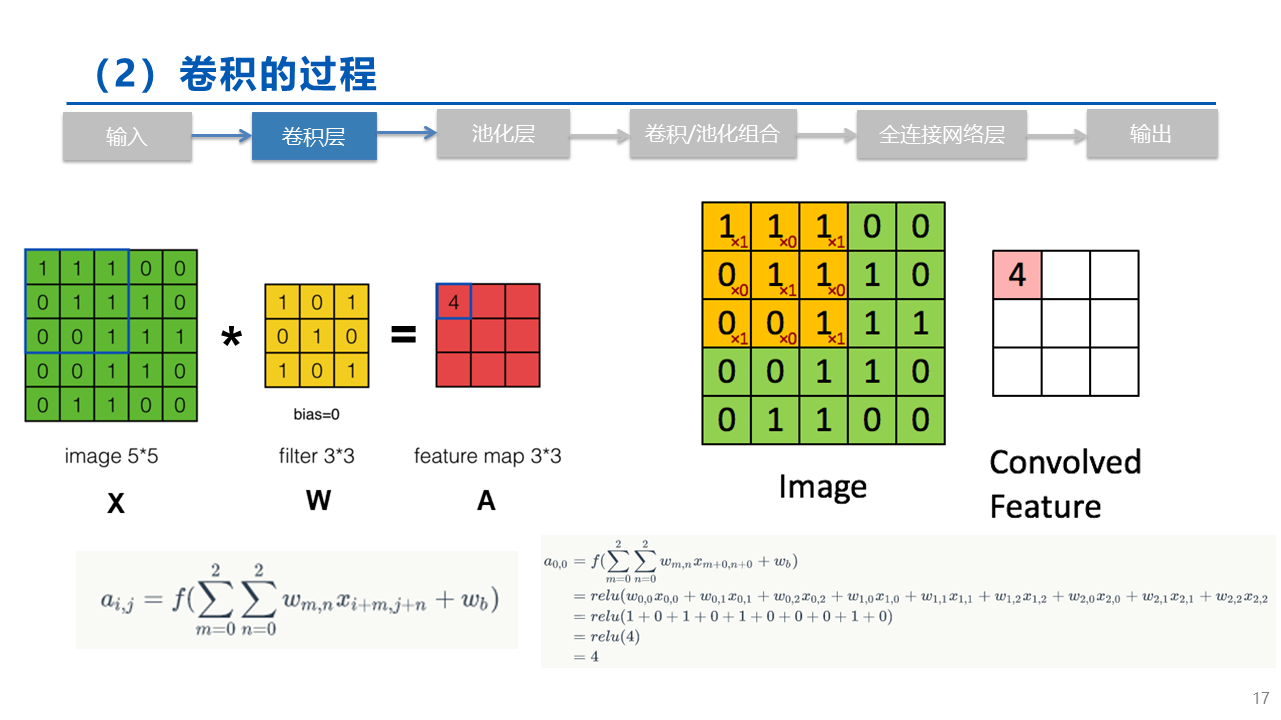 （2）卷积的过程
输入
卷积层
池化层
卷积/池化组合
全连接网络层
输出
1 1 1 0 0
0 1 1 1 0
0 0 1 1 1
0 0 1 1 0
0 1 1 0 0
*
1 0 1
0 1 0
1 0 1
=
4
bias=0
image 5*5
filter 3*3
feature map 3*3
X
W
A
1×1 1×0 1×1 0 0
0×0 1×1 1×0 1 0
0×1 0×0 1×1 1 1
0 0 1 1 0
0 1 1 0 0
Image
4
Convolved
Feature
a_{i,j} = f(\sum_{m=0}^{2} \sum_{n=0}^{2} w_{m,n}x_{i+m,j+n} + w_b)
a_{0,0} = f(\sum_{m=0}^{2} \sum_{n=0}^{2} w_{m,n}x_{m+0,n+0} + w_b)
= relu(w_{0,0}x_{0,0} + w_{0,1}x_{0,1} + w_{0,2}x_{0,2} + w_{1,0}x_{1,0} + w_{1,1}x_{1,1} + w_{1,2}x_{1,2} + w_{2,0}x_{2,0} + w_{2,1}x_{2,1} + w_{2,2}x_{2,2}
= relu(1 + 0 + 1 + 0 + 1 + 0 + 0 + 0 + 1 + 0)
= relu(4)
= 4
17